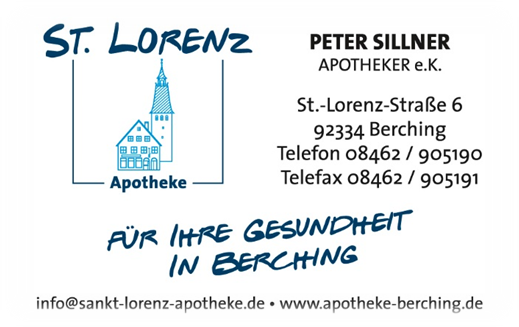 St. Lorenz
Apotheke
PETER SILLNER
APOTHEKER e.K.
St.-Lorenz-Straße 6
92334 Berching
Telefon 08462 / 905190
Telefax 08462 / 905191
FÜR IHRE GESUNDHEIT
IN BERCHING
info@sankt-lorenz-apotheke.de • www.apotheke-berching.de